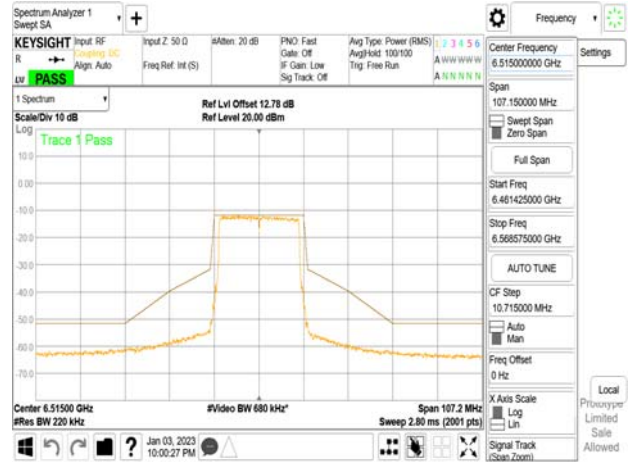 Spectrum Analyzer 1
Swept SA
+
Frequency
KEYSIGHT
Input: RF
Coupling: DC
Align: Auto
Input Z: 50 Ω
Freq Ref: Int (S)
#Atten: 20 dB
PNO: Fast
Gate: Off
IF Gain: Low
Sig Track: Off
Avg Type: Power (RMS)
Avg|Hold: 100/100
Trig: Free Run
1 2 3 4 5 6
A W W W W W
A N N N N N
R
LV PASS
1 Spectrum
Scale/Div 10 dB
Ref Lvl Offset 12.78 dB
Ref Level 20.00 dBm
Log
Trace 1 Pass
10.0
0.00
-10.0
-20.0
-30.0
-40.0
-50.0
-60.0
-70.0
Center 6.51500 GHz
#Video BW 680 kHz*
Span 107.2 MHz
#Res BW 220 kHz
Sweep 2.80 ms (2001 pts)
Jan 03, 2023
10:00:27 PM
?
Center Frequency
6.515000000 GHz
Settings
Span
107.150000 MHz
Swept Span
Zero Span
Full Span
Start Freq
6.461425000 GHz
Stop Freq
6.568575000 GHz
AUTO TUNE
CF Step
10.715000 MHz
Auto
Man
Freq Offset
0 Hz
X Axis Scale
Log
Lin
Signal Track
(Span Zoom)
Local
Prototype
Limited
Sale
Allowed